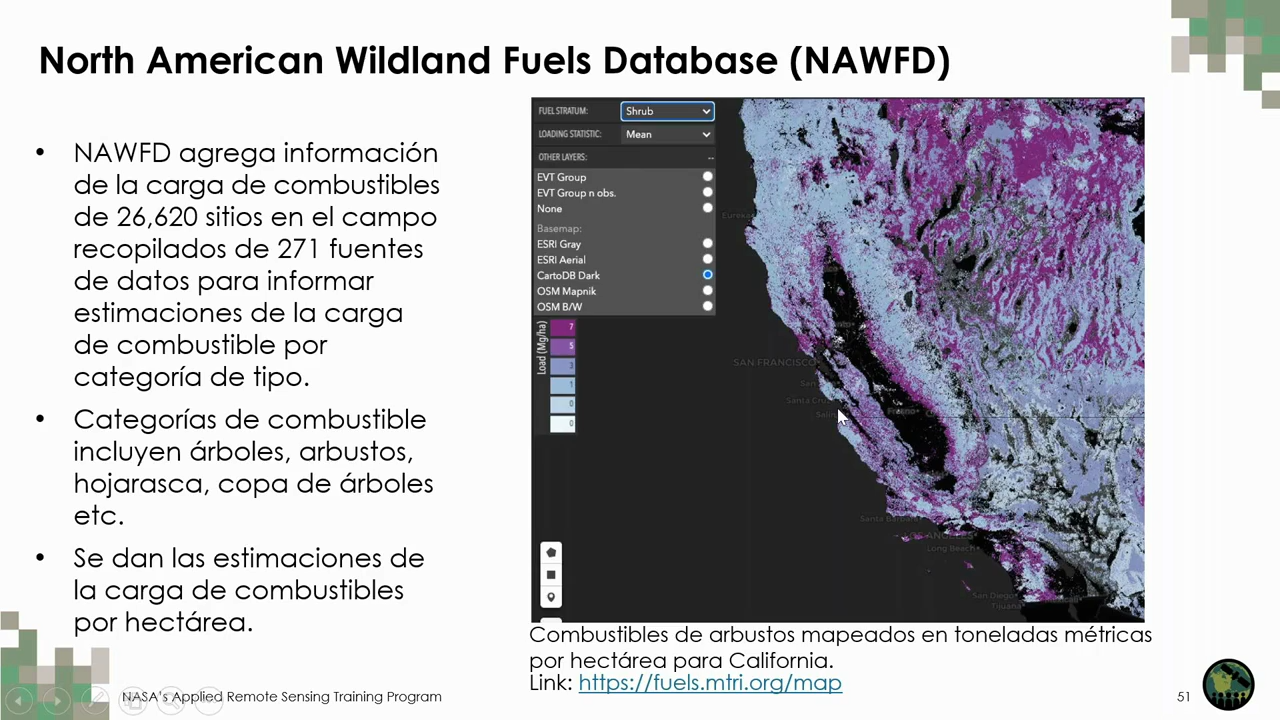 North American Wildland Fuels Database (NAWFD)
• NAWFD agrega información
de la carga de combustibles
de 26,620 sitios en el campo
recopilados de 271 fuentes
de datos para informar
estimaciones de la carga
de combustible por
categoría de tipo.
• Categorías de combustible
incluyen árboles, arbustos,
hojarasca, copa de árboles
etc.
• Se dan las estimaciones de
la carga de combustibles
por hectárea.
FUEL STRATUM: Shrub
LOADING STATISTIC: Mean
OTHER LAYERS: --
EVT Group
EVT Group n obs.
None
Basemap:
ESRI Gray
ESRI Aerial
CartoDB Dark
OSM Mapnik
OSM B/W
Load (Mg/ha)
7
5
3
1
0
0
Eureka
SAN FRANCISCO
Santa Cruz
Fresno
Santa Barbara
LOS ANGELES
Long Beach
San Diego
Tijuana
Mexicali
Combustibles de arbustos mapeados en toneladas métricas
por hectárea para California.
Link: https://fuels.mtri.org/map
NASA's Applied Remote Sensing Training Program
51